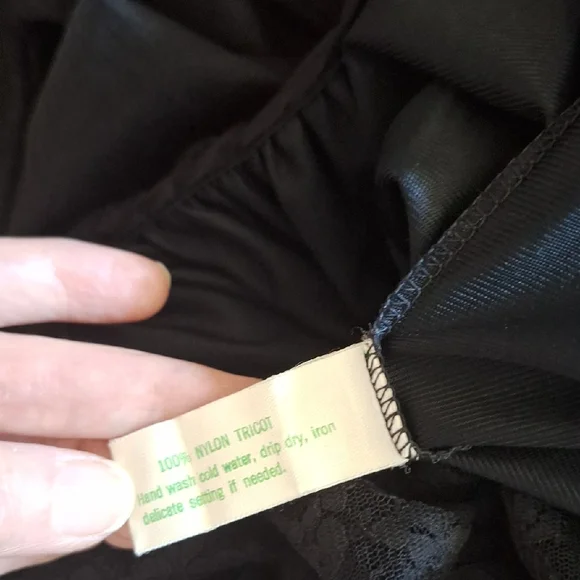 100% NYLON TRICOT
Hand wash cold water, drip dry, iron
delicate setting if needed.